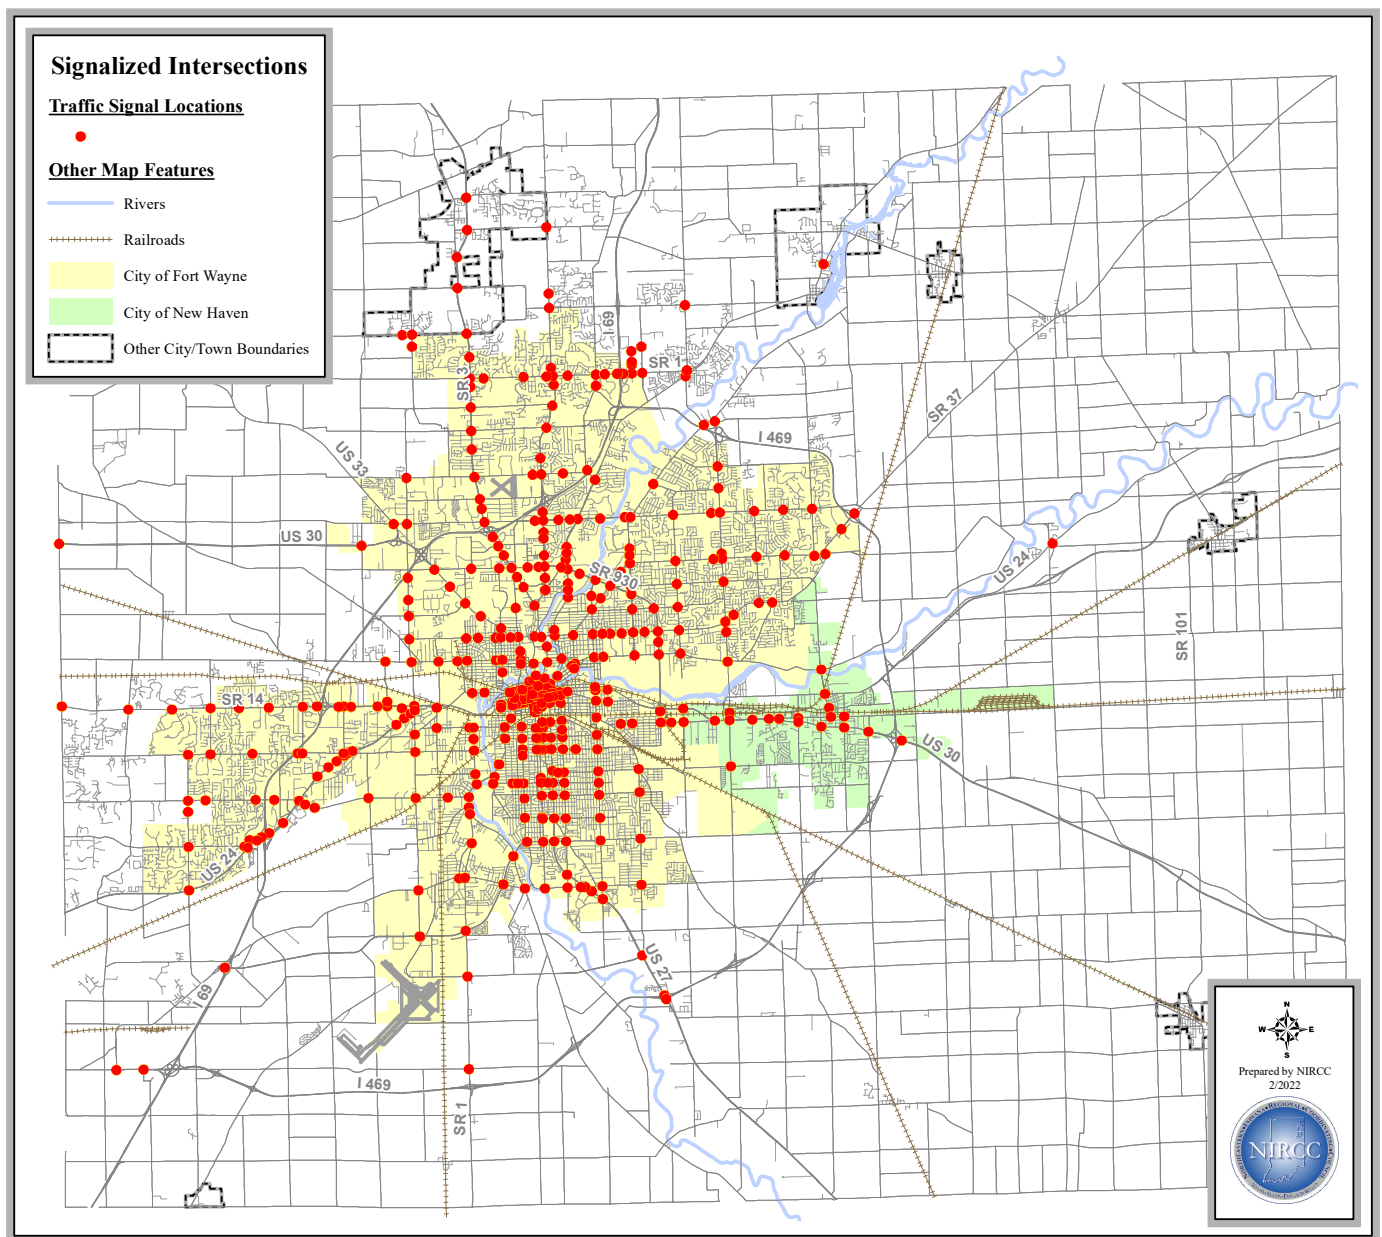 Signalized Intersections
Traffic Signal Locations
Other Map Features
Rivers
Railroads
City of Fort Wayne
City of New Haven
Other City/Town Boundaries
I 69
SR 1
SR 3
SR 37
I 469
US 33
US 30
SR 930
US 24
SR 101
SR 14
US 30
US 24
US 27
I 69
I 469
SR 1
N
W E
S
Prepared by NIRCC
2/2022
NIRCC